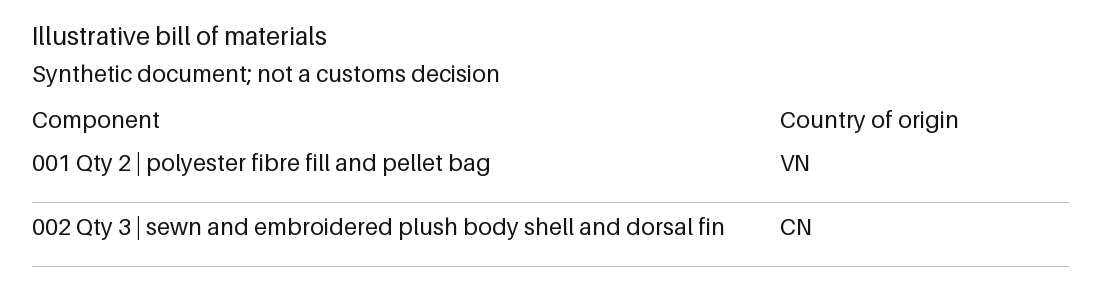 Illustrative bill of materials
Synthetic document; not a customs decision
Component Country of origin
001 Qty 2 | polyester fibre fill and pellet bag VN
002 Qty 3 | sewn and embroidered plush body shell and dorsal fin CN